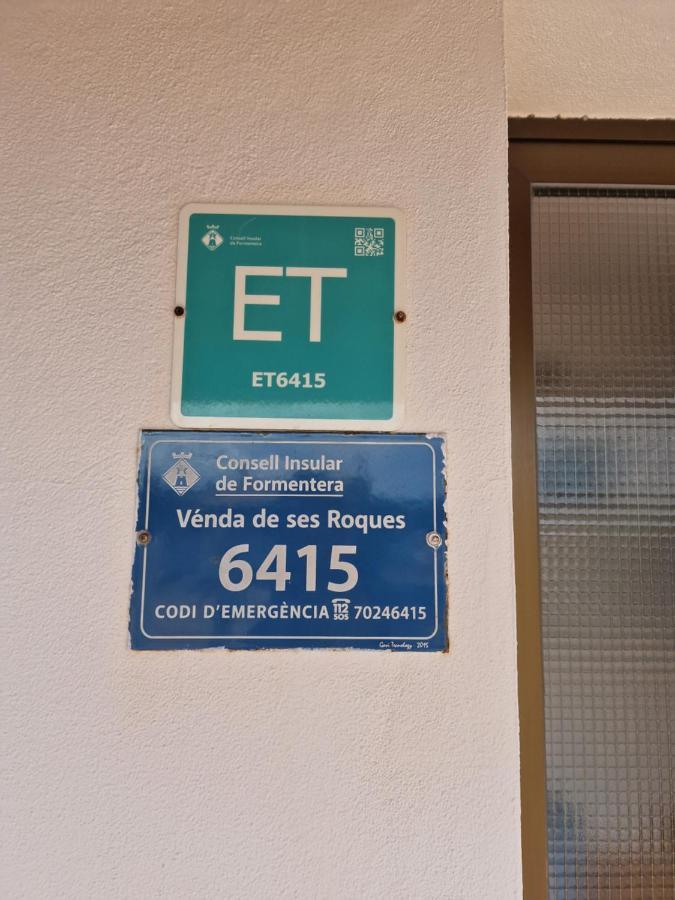 Consell Insular
de Formentera
ET
ET6415
Consell Insular
de Formentera
Vénda de ses Roques
6415
CODI D'EMERGÈNCIA 112 SOS 70246415
2015